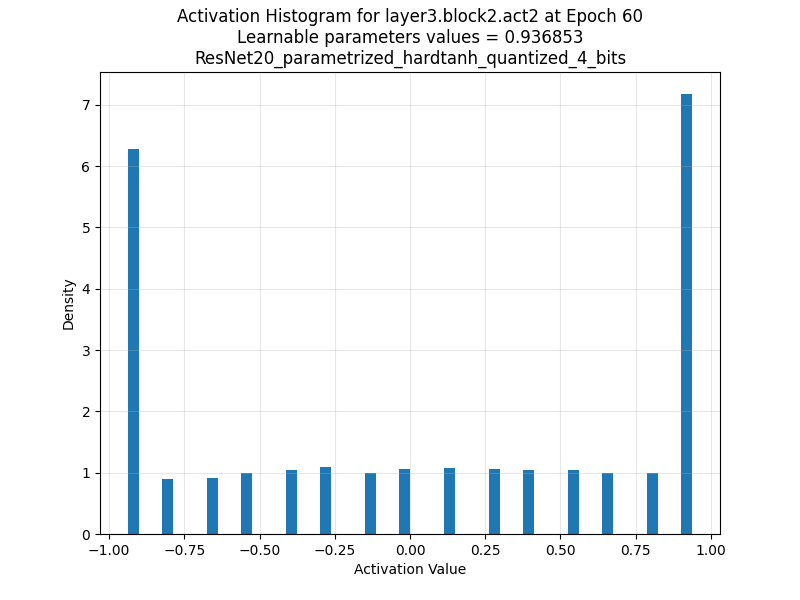 Activation Histogram for layer3.block2.act2 at Epoch 60
Learnable parameters values = 0.936853
ResNet20_parametrized_hardtanh_quantized_4_bits
Density
7
6
5
4
3
2
1
0
−1.00 −0.75 −0.50 −0.25 0.00 0.25 0.50 0.75 1.00
Activation Value